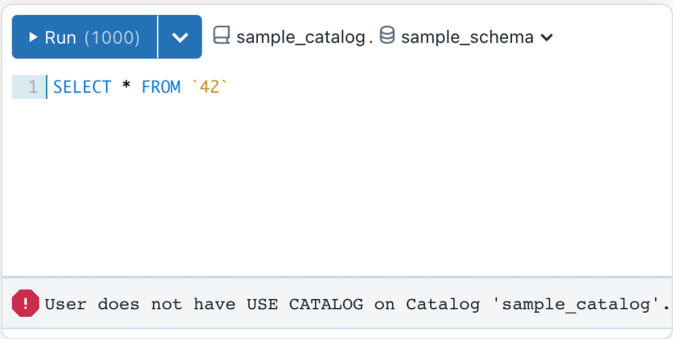 Run (1000) sample_catalog. sample_schema
1 SELECT * FROM `42`
! User does not have USE CATALOG on Catalog 'sample_catalog'.